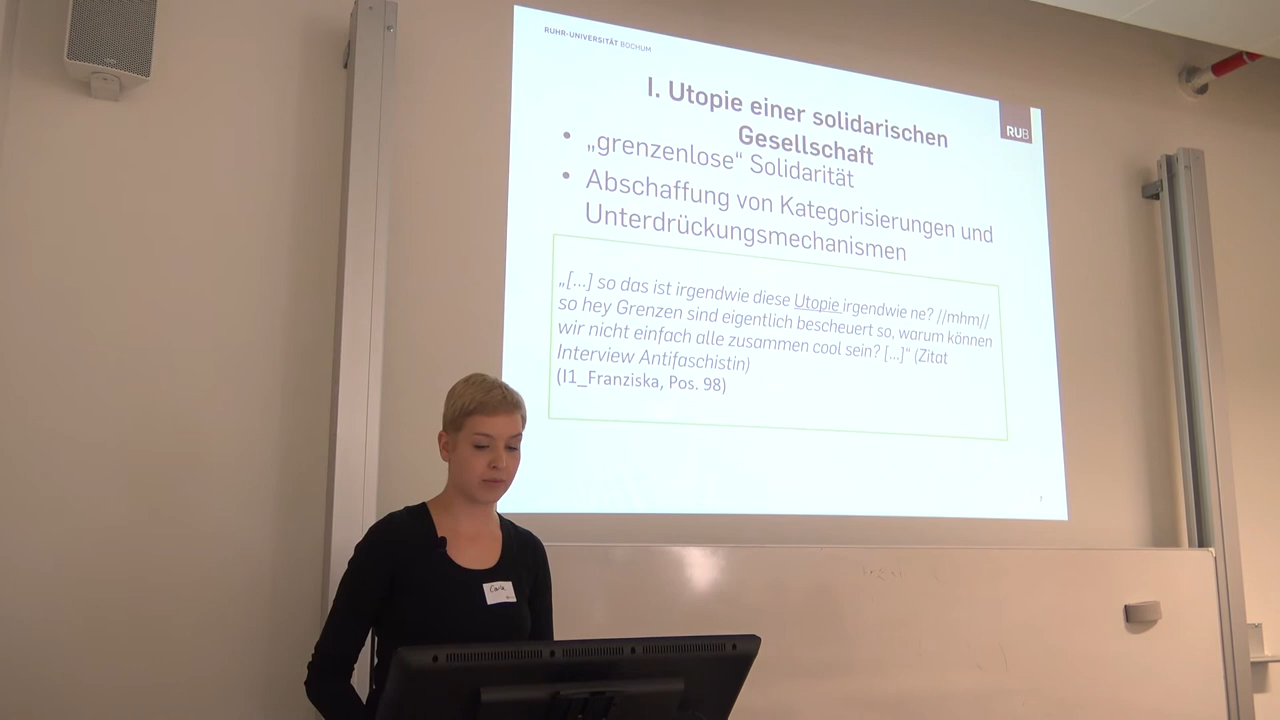 RUHR-UNIVERSITÄT BOCHUM
RUB
I. Utopie einer solidarischen
Gesellschaft
• „grenzenlose“ Solidarität
• Abschaffung von Kategorisierungen und
Unterdrückungsmechanismen
„[...] so das ist irgendwie diese Utopie irgendwie ne? //mhm//
so hey Grenzen sind eigentlich bescheuert so, warum können
wir nicht einfach alle zusammen cool sein? [...]" (Zitat
Interview Antifaschistin)
(I1_Franziska, Pos. 98)
7